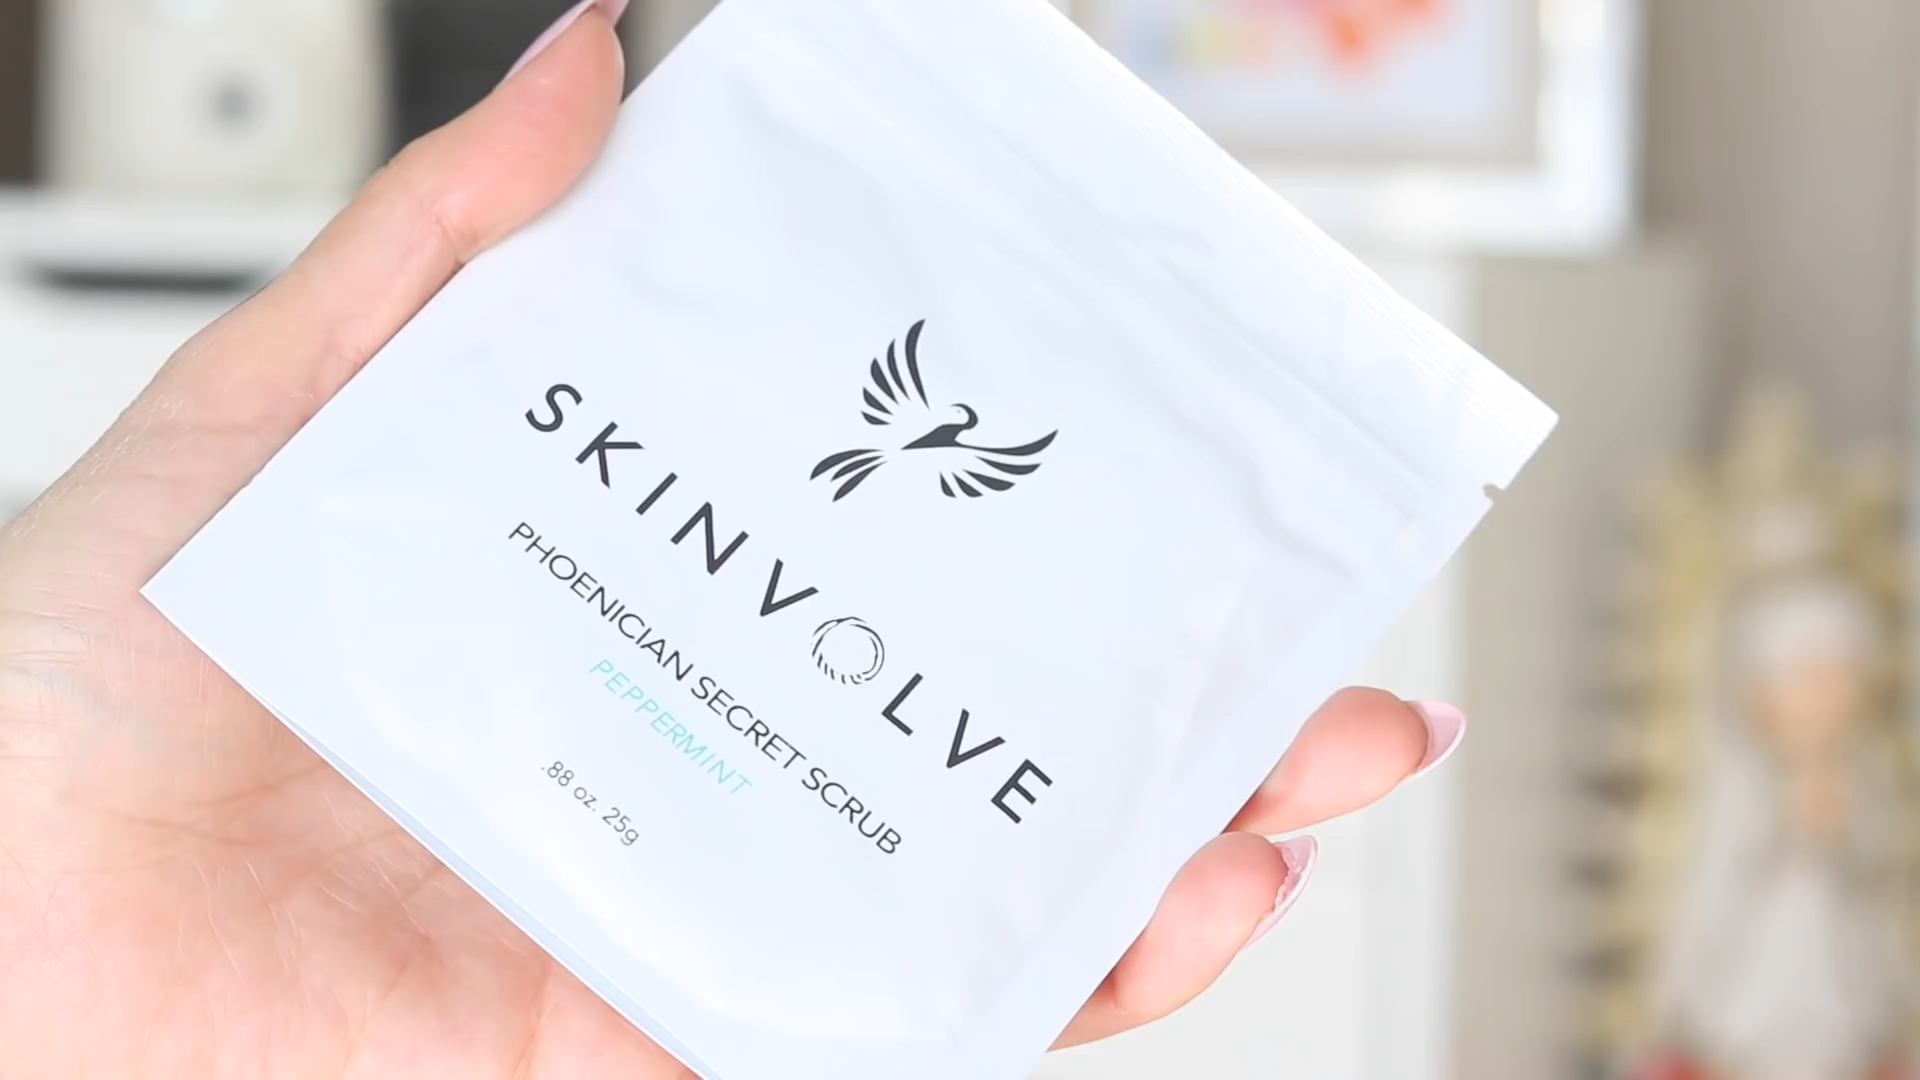 SKINVOLVE
PHOENICIAN SECRET SCRUB
PEPPERMINT
.88 oz. 25g